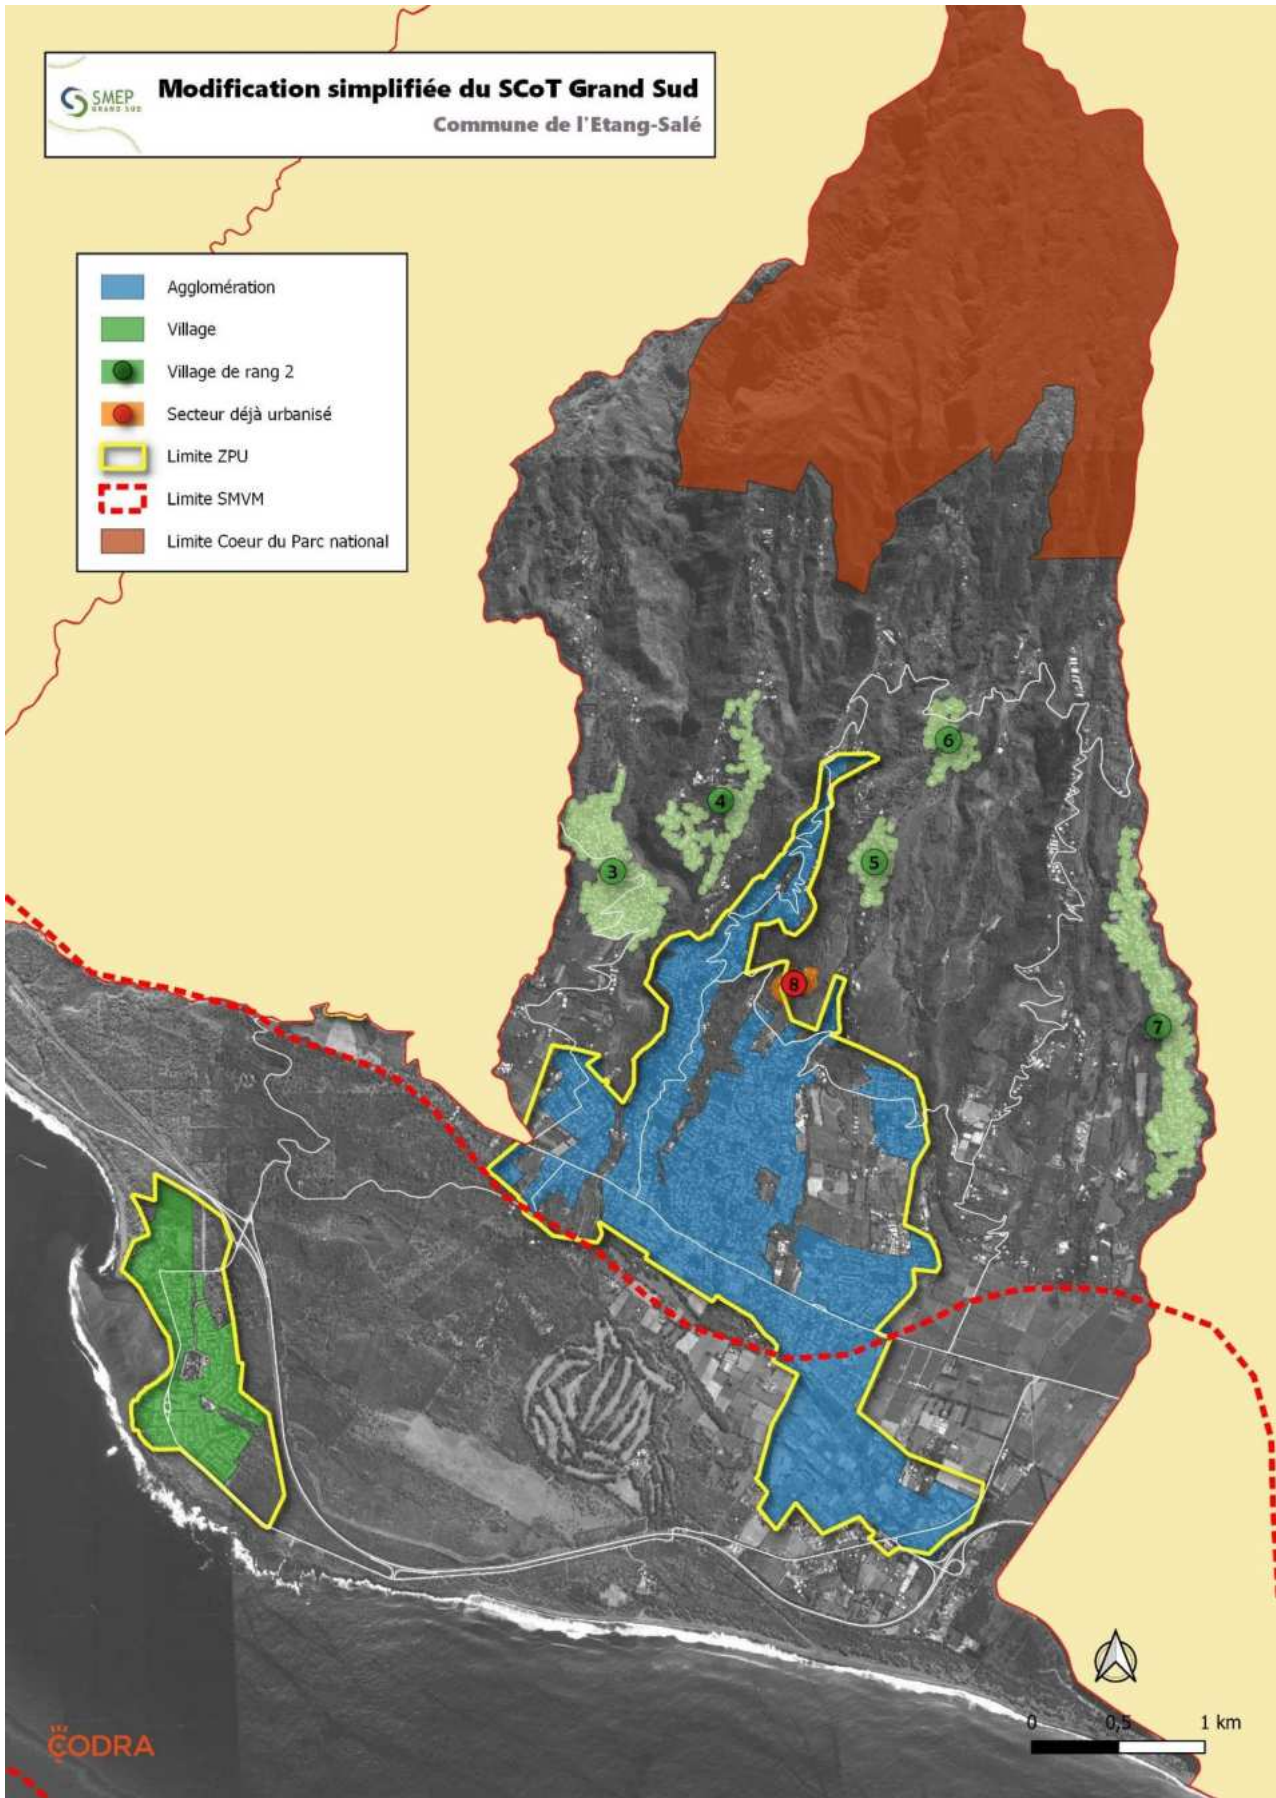 SMEP
GRAND SUD
Modification simplifiée du SCoT Grand Sud
Commune de l'Etang-Salé
Agglomération
Village
Village de rang 2
Secteur déjà urbanisé
Limite ZPU
Limite SMVM
Limite Coeur du Parc national
6
4
5
3
8
7
0 0,5 1 km
CODRA